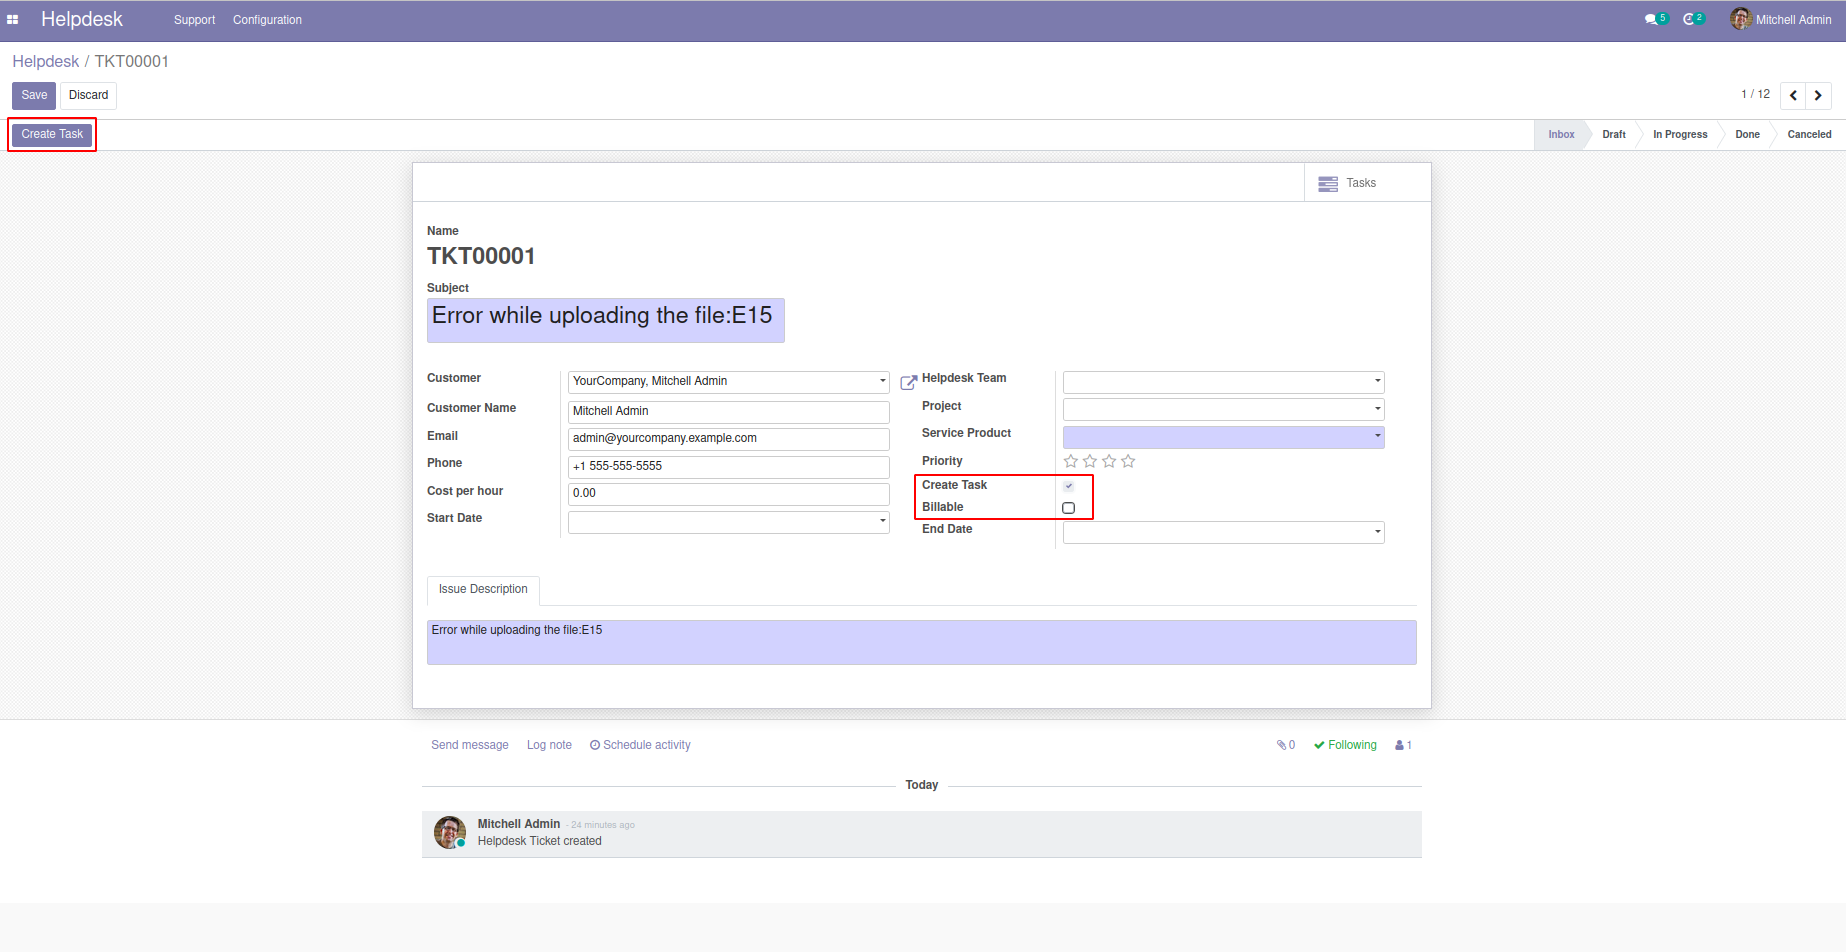 Helpdesk Support Configuration 5 2 Mitchell Admin
Helpdesk / TKT00001
Save Discard 1 / 12
Create Task Inbox Draft In Progress Done Canceled
Tasks
Name
TKT00001
Subject
Error while uploading the file:E15
Customer YourCompany, Mitchell Admin
Customer Name Mitchell Admin
Email admin@yourcompany.example.com
Phone +1 555-555-5555
Cost per hour 0.00
Start Date
Helpdesk Team
Project
Service Product
Priority
Create Task
Billable
End Date
Issue Description
Error while uploading the file:E15
Send message Log note Schedule activity 0 Following 1
Today
Mitchell Admin - 24 minutes ago
Helpdesk Ticket created